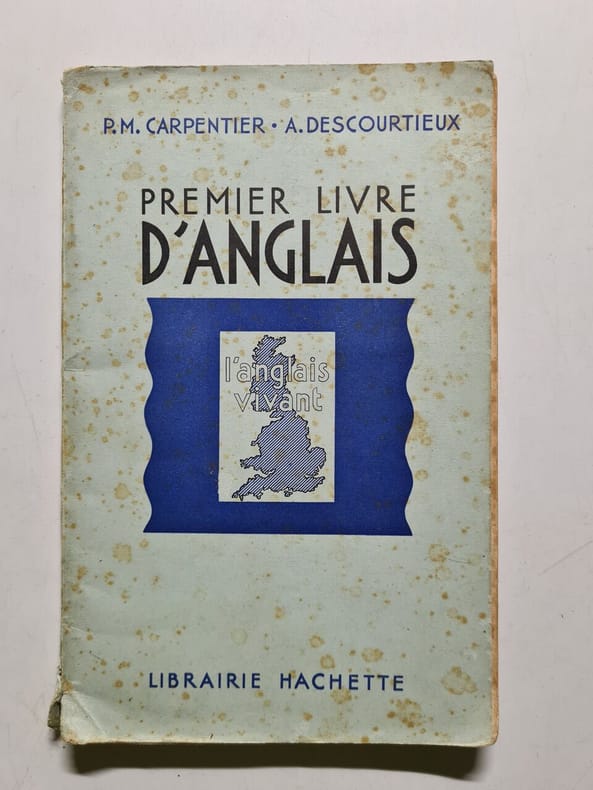 P.M. CARPENTIER • A. DESCOURTIEUX
PREMIER LIVRE
D'ANGLAIS
l'anglais
vivant
LIBRAIRIE HACHETTE